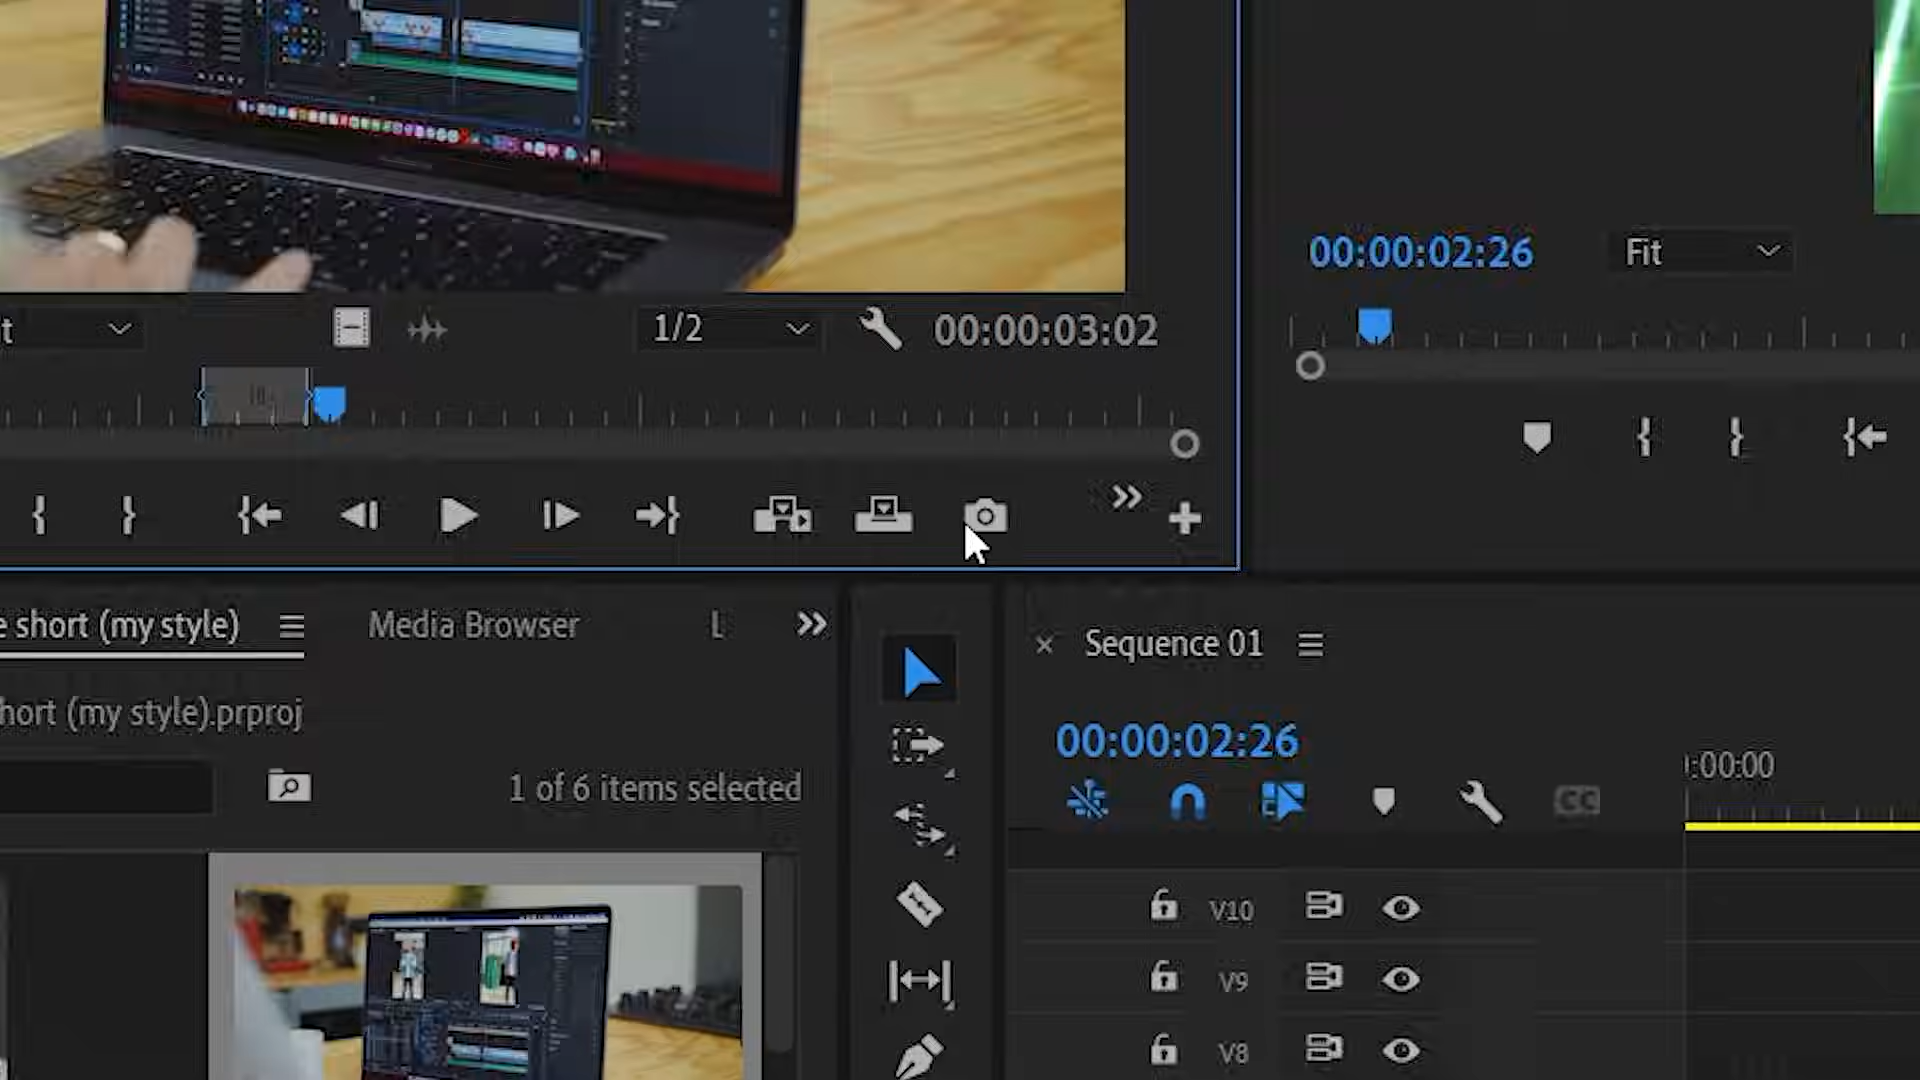 00:00:02:26
Fit
t
1/2
00:00:03:02
e short (my style)
Media Browser
L
Sequence 01
hort (my style).prproj
00:00:02:26
1 of 6 items selected
:00:00
CC
V10
V9
V8